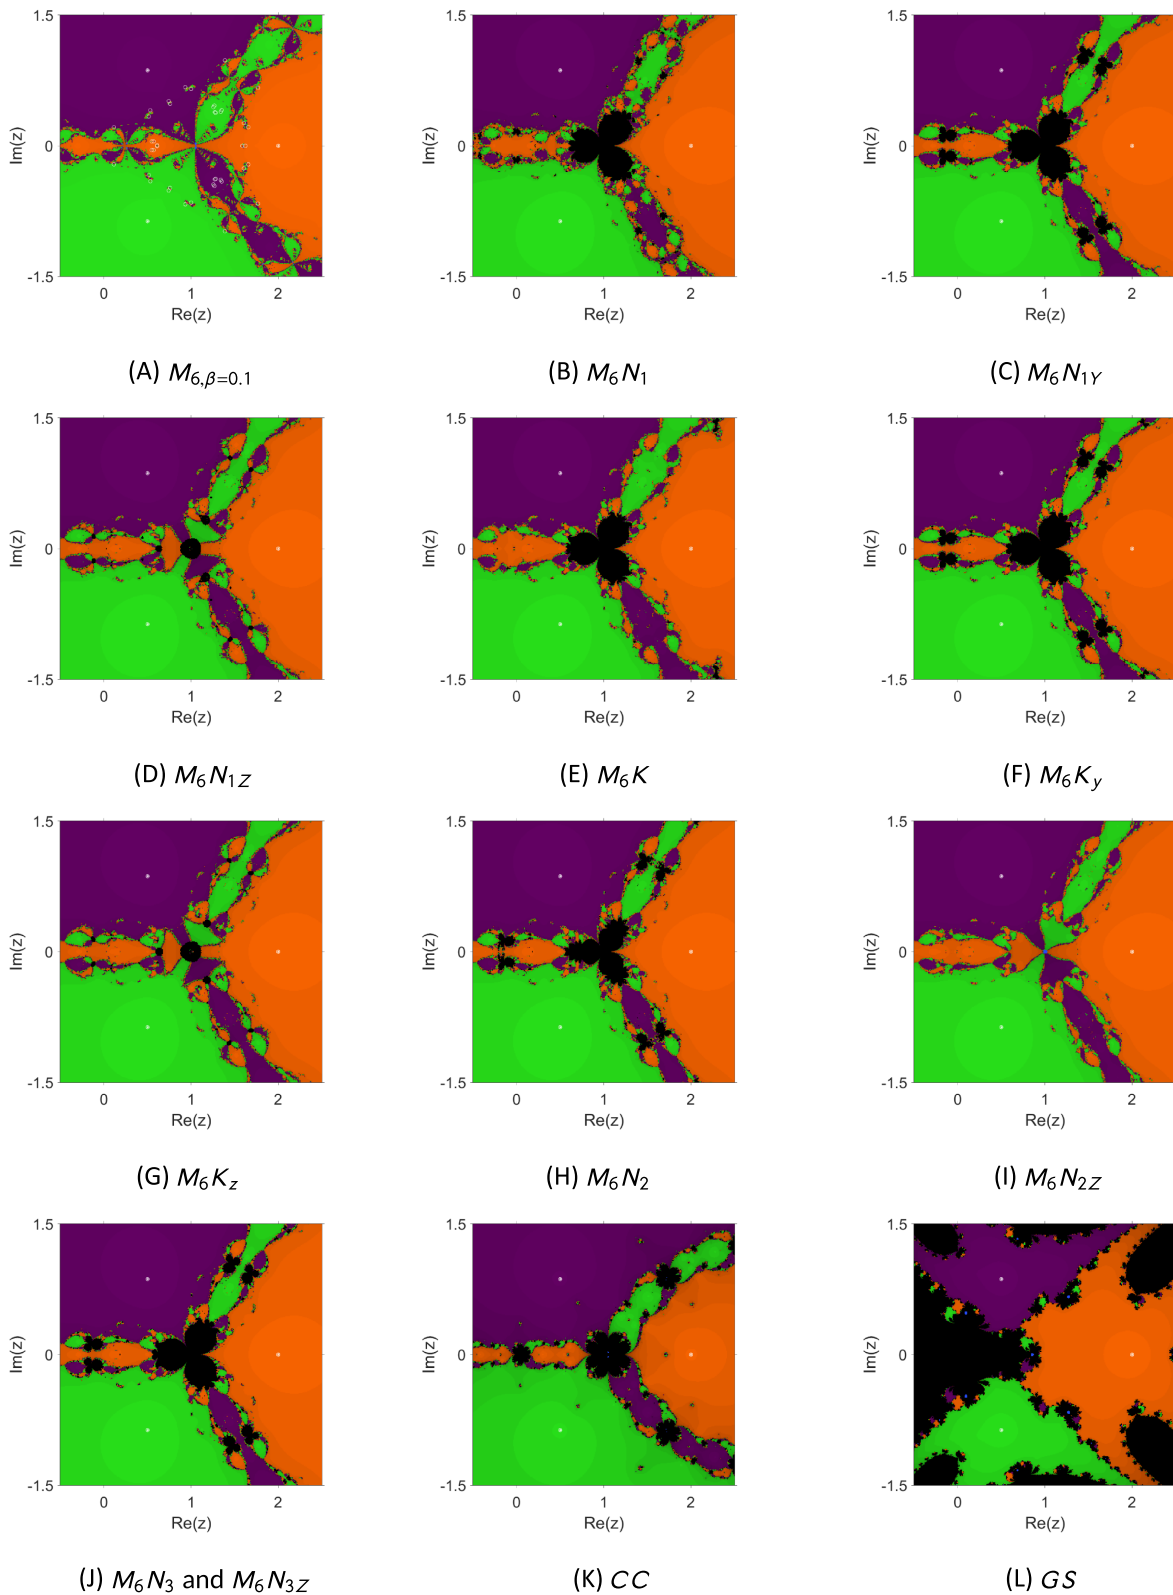 1.5
0
-1.5
Im(z)
0 1 2
Re(z)
(A) M6,β=0.1
1.5
0
-1.5
Im(z)
0 1 2
Re(z)
(B) M6N1
1.5
0
-1.5
Im(z)
0 1 2
Re(z)
(C) M6N1Y
1.5
0
-1.5
Im(z)
0 1 2
Re(z)
(D) M6N1Z
1.5
0
-1.5
Im(z)
0 1 2
Re(z)
(E) M6K
1.5
0
-1.5
Im(z)
0 1 2
Re(z)
(F) M6Ky
1.5
0
-1.5
Im(z)
0 1 2
Re(z)
(G) M6Kz
1.5
0
-1.5
Im(z)
0 1 2
Re(z)
(H) M6N2
1.5
0
-1.5
Im(z)
0 1 2
Re(z)
(I) M6N2Z
1.5
0
-1.5
Im(z)
0 1 2
Re(z)
(J) M6N3 and M6N3Z
1.5
0
-1.5
Im(z)
0 1 2
Re(z)
(K) CC
1.5
0
-1.5
Im(z)
0 1 2
Re(z)
(L) GS